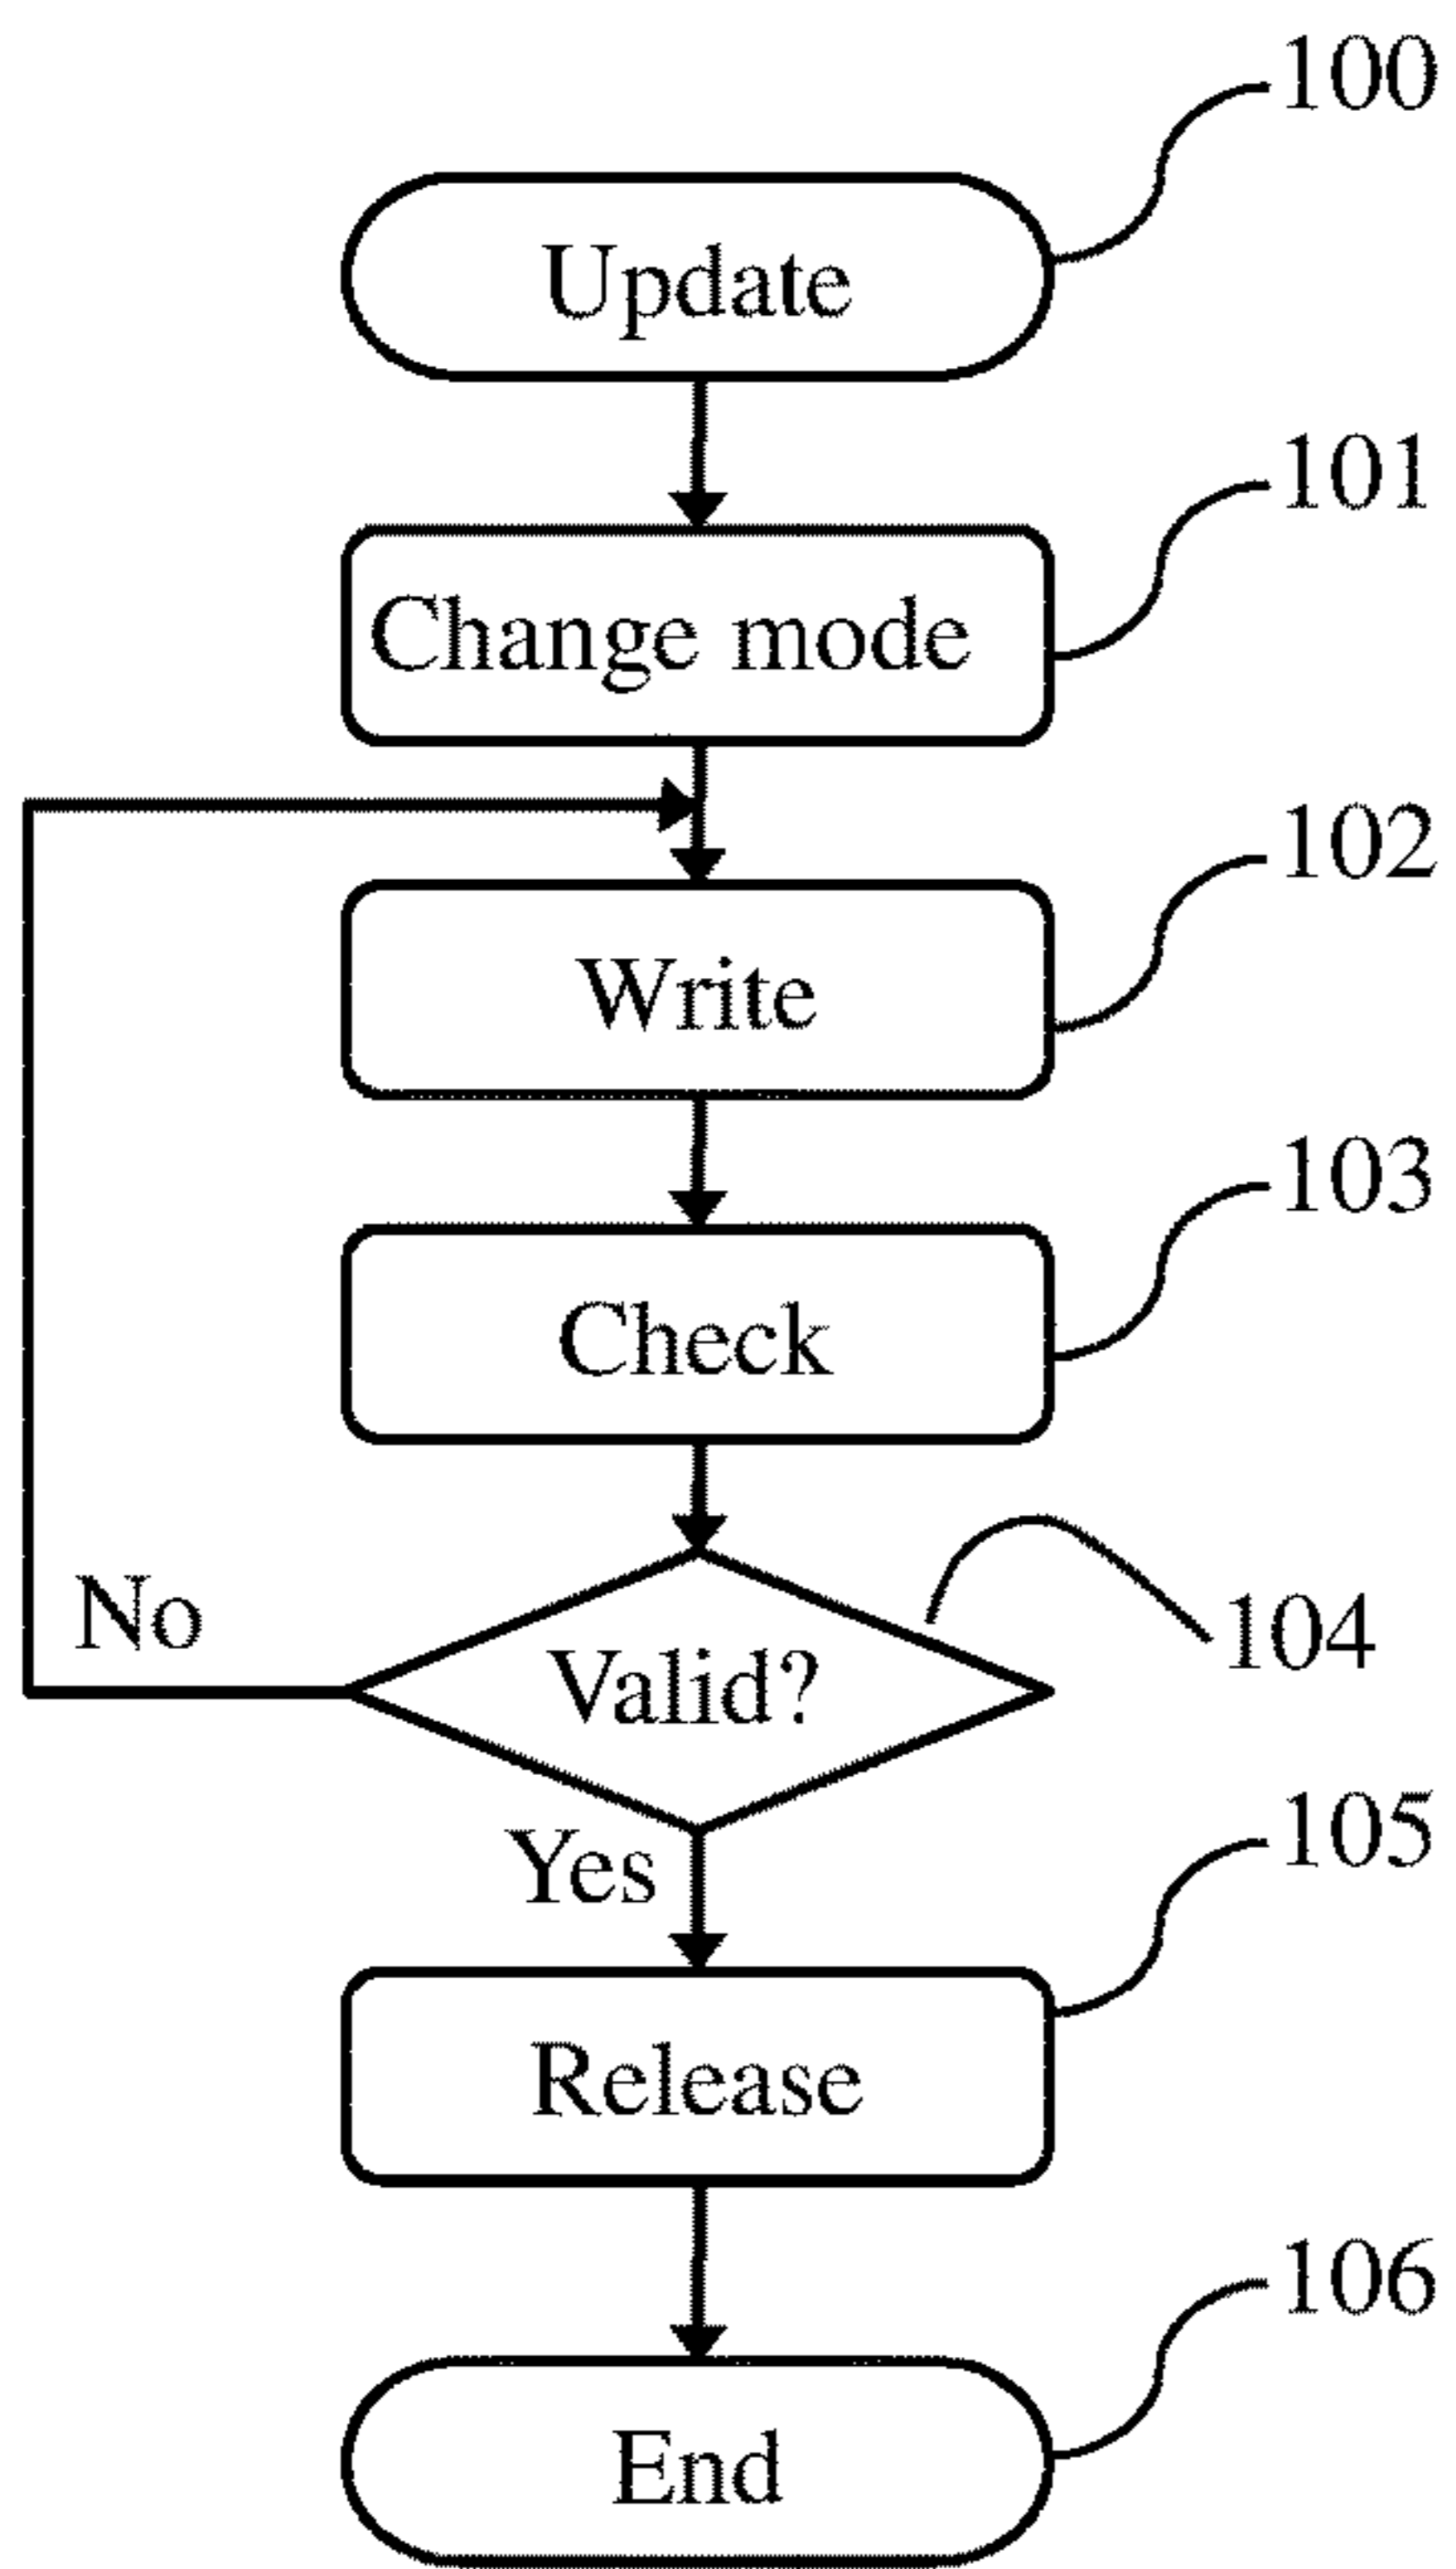 100
Update
101
Change mode
102
Write
103
Check
104
No
Valid?
105
Yes
Release
106
End